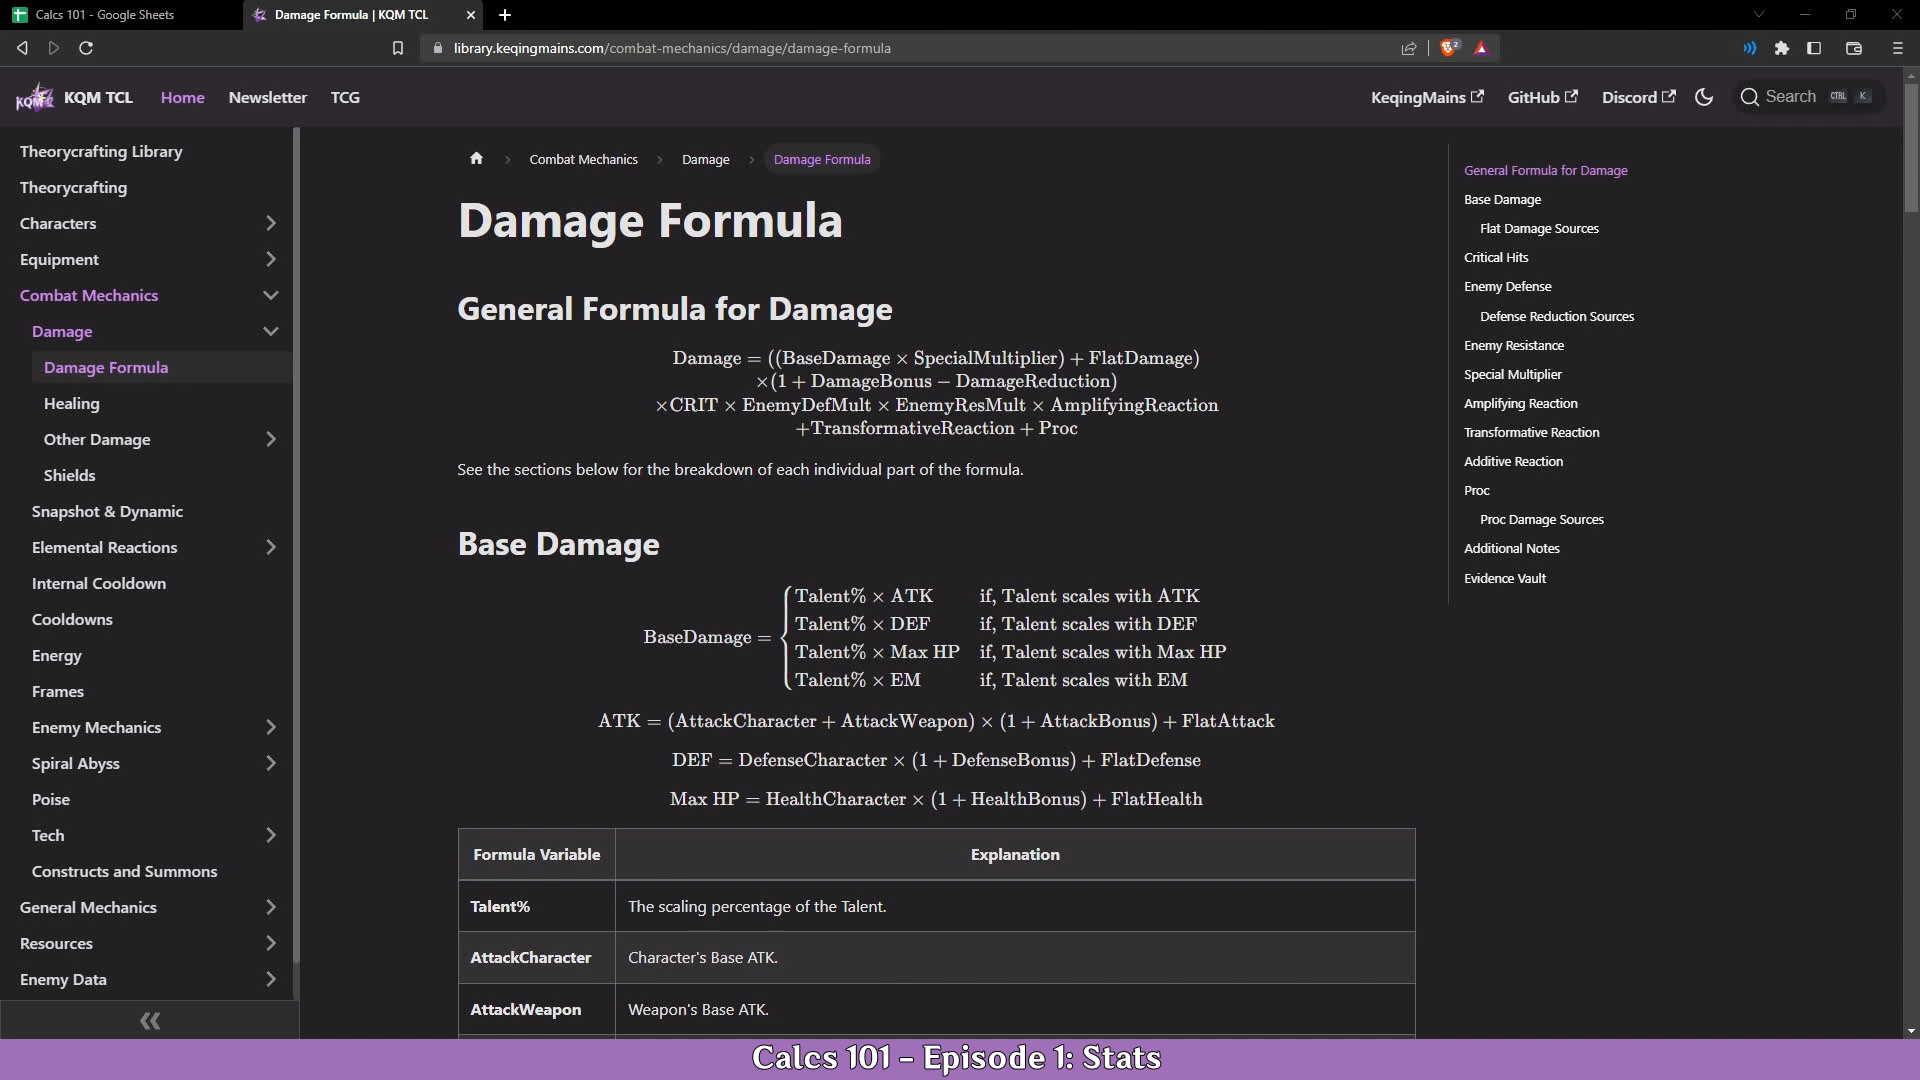 Calcs 101 - Google Sheets
Damage Formula | KQM TCL
library.keqingmains.com/combat-mechanics/damage/damage-formula
2
KQM
KQM TCL
Home
Newsletter
TCG
KeqingMains
GitHub
Discord
Search
CTRL
K
Theorycrafting Library
Theorycrafting
Characters
Equipment
Combat Mechanics
Damage
Damage Formula
Healing
Other Damage
Shields
Snapshot & Dynamic
Elemental Reactions
Internal Cooldown
Cooldowns
Energy
Frames
Enemy Mechanics
Spiral Abyss
Poise
Tech
Constructs and Summons
General Mechanics
Resources
Enemy Data
Combat Mechanics
Damage
Damage Formula
Damage Formula
General Formula for Damage
Damage = ((BaseDamage × SpecialMultiplier) + FlatDamage)
×(1 + DamageBonus − DamageReduction)
×CRIT × EnemyDefMult × EnemyResMult × AmplifyingReaction
+TransformativeReaction + Proc
See the sections below for the breakdown of each individual part of the formula.
Base Damage
Talent% × ATK if, Talent scales with ATK
Talent% × DEF if, Talent scales with DEF
BaseDamage = {
Talent% × Max HP if, Talent scales with Max HP
Talent% × EM if, Talent scales with EM
ATK = (AttackCharacter + AttackWeapon) × (1 + AttackBonus) + FlatAttack
DEF = DefenseCharacter × (1 + DefenseBonus) + FlatDefense
Max HP = HealthCharacter × (1 + HealthBonus) + FlatHealth
Formula Variable Explanation
Talent% The scaling percentage of the Talent.
AttackCharacter Character's Base ATK.
AttackWeapon Weapon's Base ATK.
General Formula for Damage
Base Damage
Flat Damage Sources
Critical Hits
Enemy Defense
Defense Reduction Sources
Enemy Resistance
Special Multiplier
Amplifying Reaction
Transformative Reaction
Additive Reaction
Proc
Proc Damage Sources
Additional Notes
Evidence Vault
Calcs 101 - Episode 1: Stats